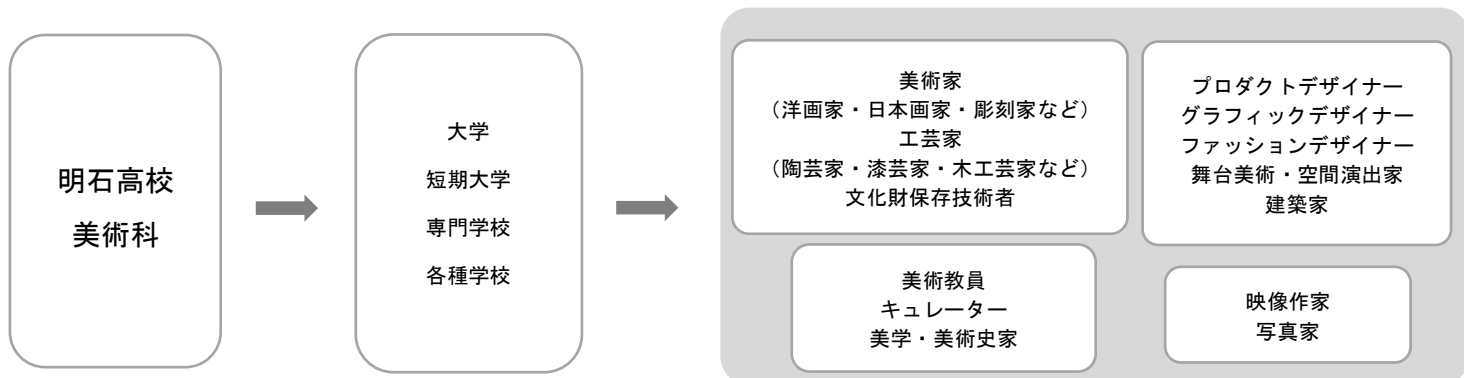 明石高校
美術科
大学
短期大学
専門学校
各種学校
美術家
(洋画家・日本画家・彫刻家など)
工芸家
(陶芸家・漆芸家・木工芸家など)
文化財保存技術者
プロダクトデザイナー
グラフィックデザイナー
ファッションデザイナー
舞台美術・空間演出家
建築家
美術教員
キュレーター
美学・美術史家
映像作家
写真家